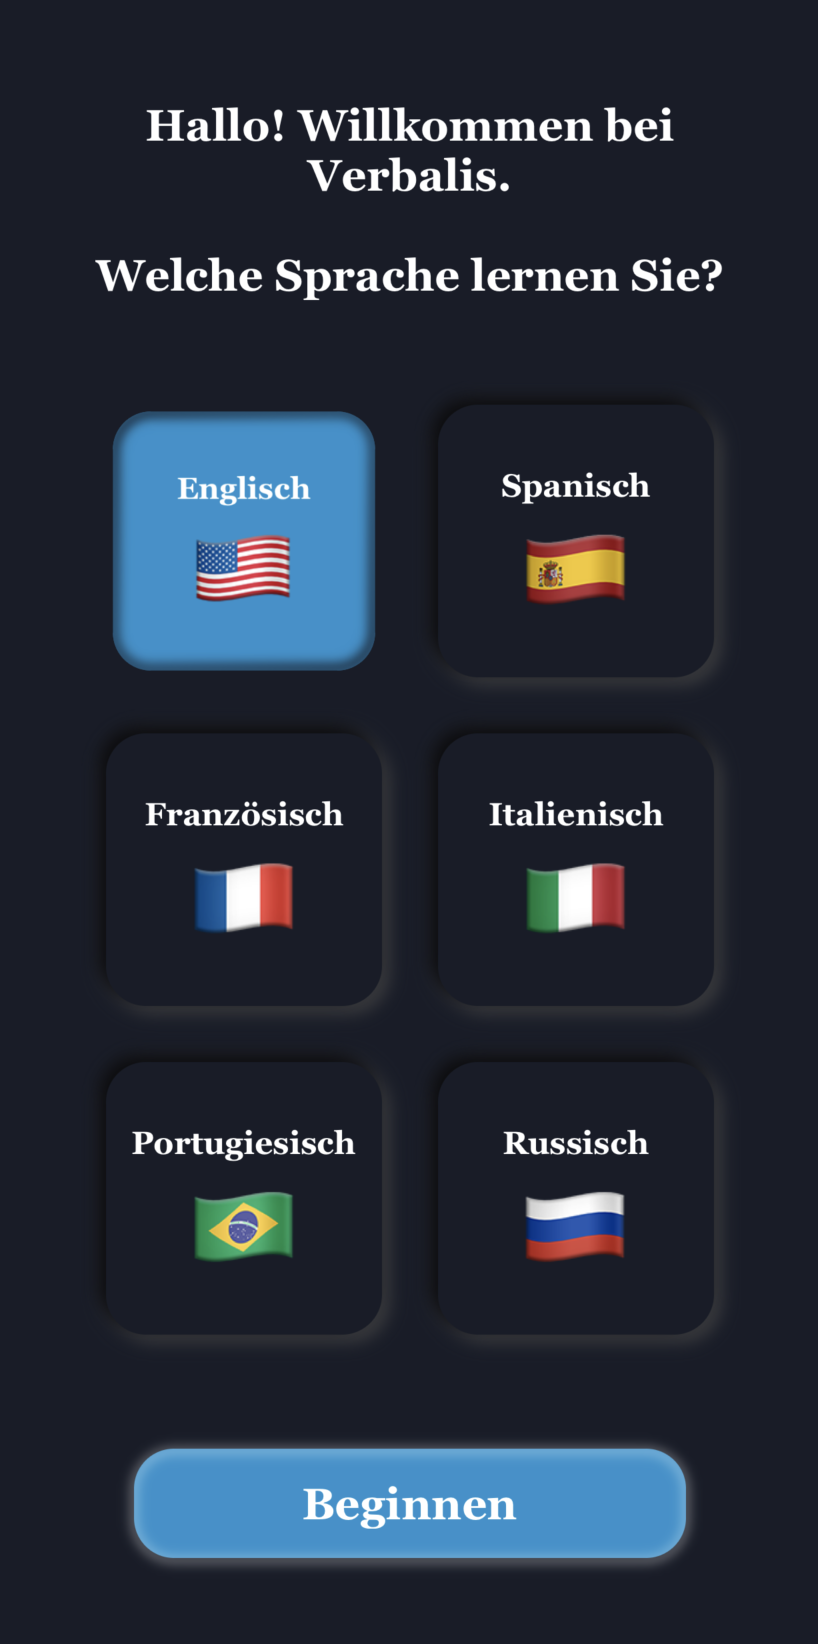 Hallo! Willkommen bei
Verbalis.
Welche Sprache lernen Sie?
Englisch
Spanisch
Französisch
Italienisch
Portugiesisch
Russisch
Beginnen